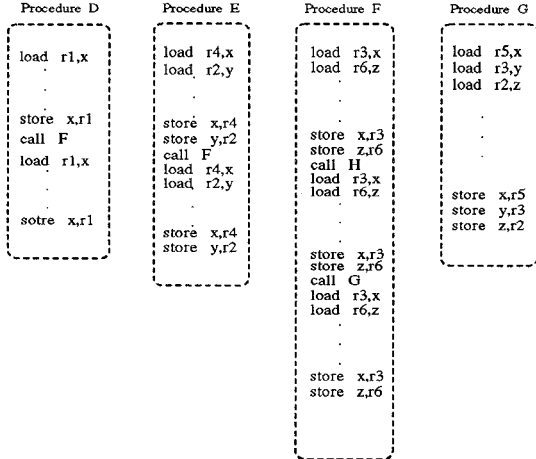 Procedure D
load r1,x
.
.
.
store x,r1
call F
load r1,x
.
.
.
sotre x,r1
Procedure E
load r4,x
load r2,y
.
.
.
store x,r4
store y,r2
call F
load r4,x
load r2,y
.
.
.
store x,r4
store y,r2
Procedure F
load r3,x
load r6,z
.
.
.
store x,r3
store z,r6
call H
load r3,x
load r6,z
.
.
.
store x,r3
store z,r6
call G
load r3,x
load r6,z
.
.
.
store x,r3
store z,r6
Procedure G
load r5,x
load r3,y
load r2,z
.
.
.
store x,r5
store y,r3
store z,r2